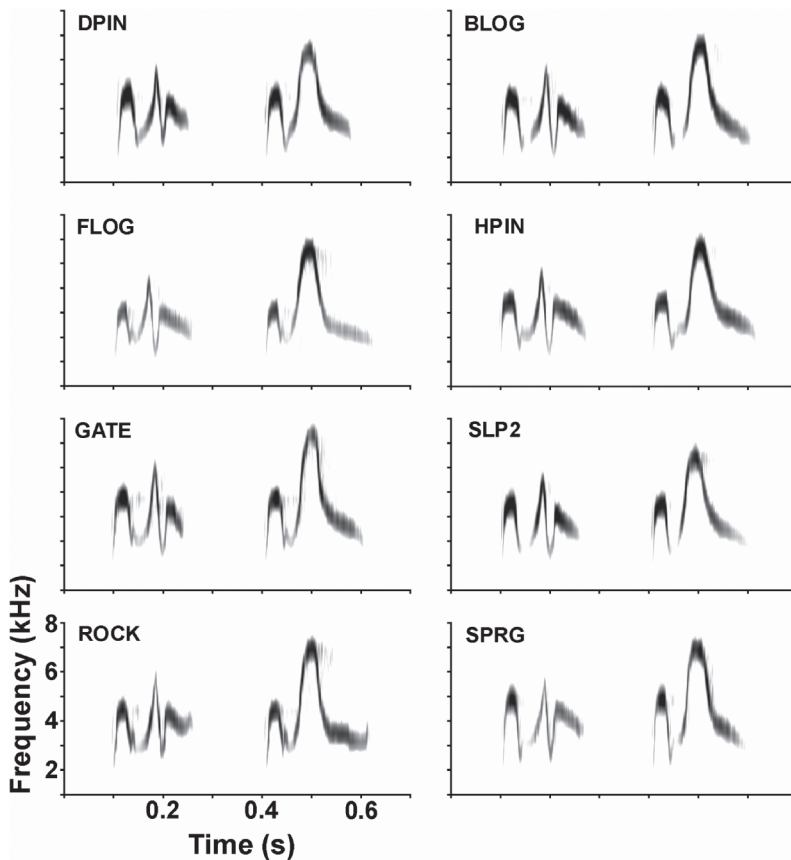 DPIN
BLOG
FLOG
HPIN
GATE
SLP2
ROCK
SPRG
Frequency (kHz)
8
6
4
2
0.2 0.4 0.6
Time (s)